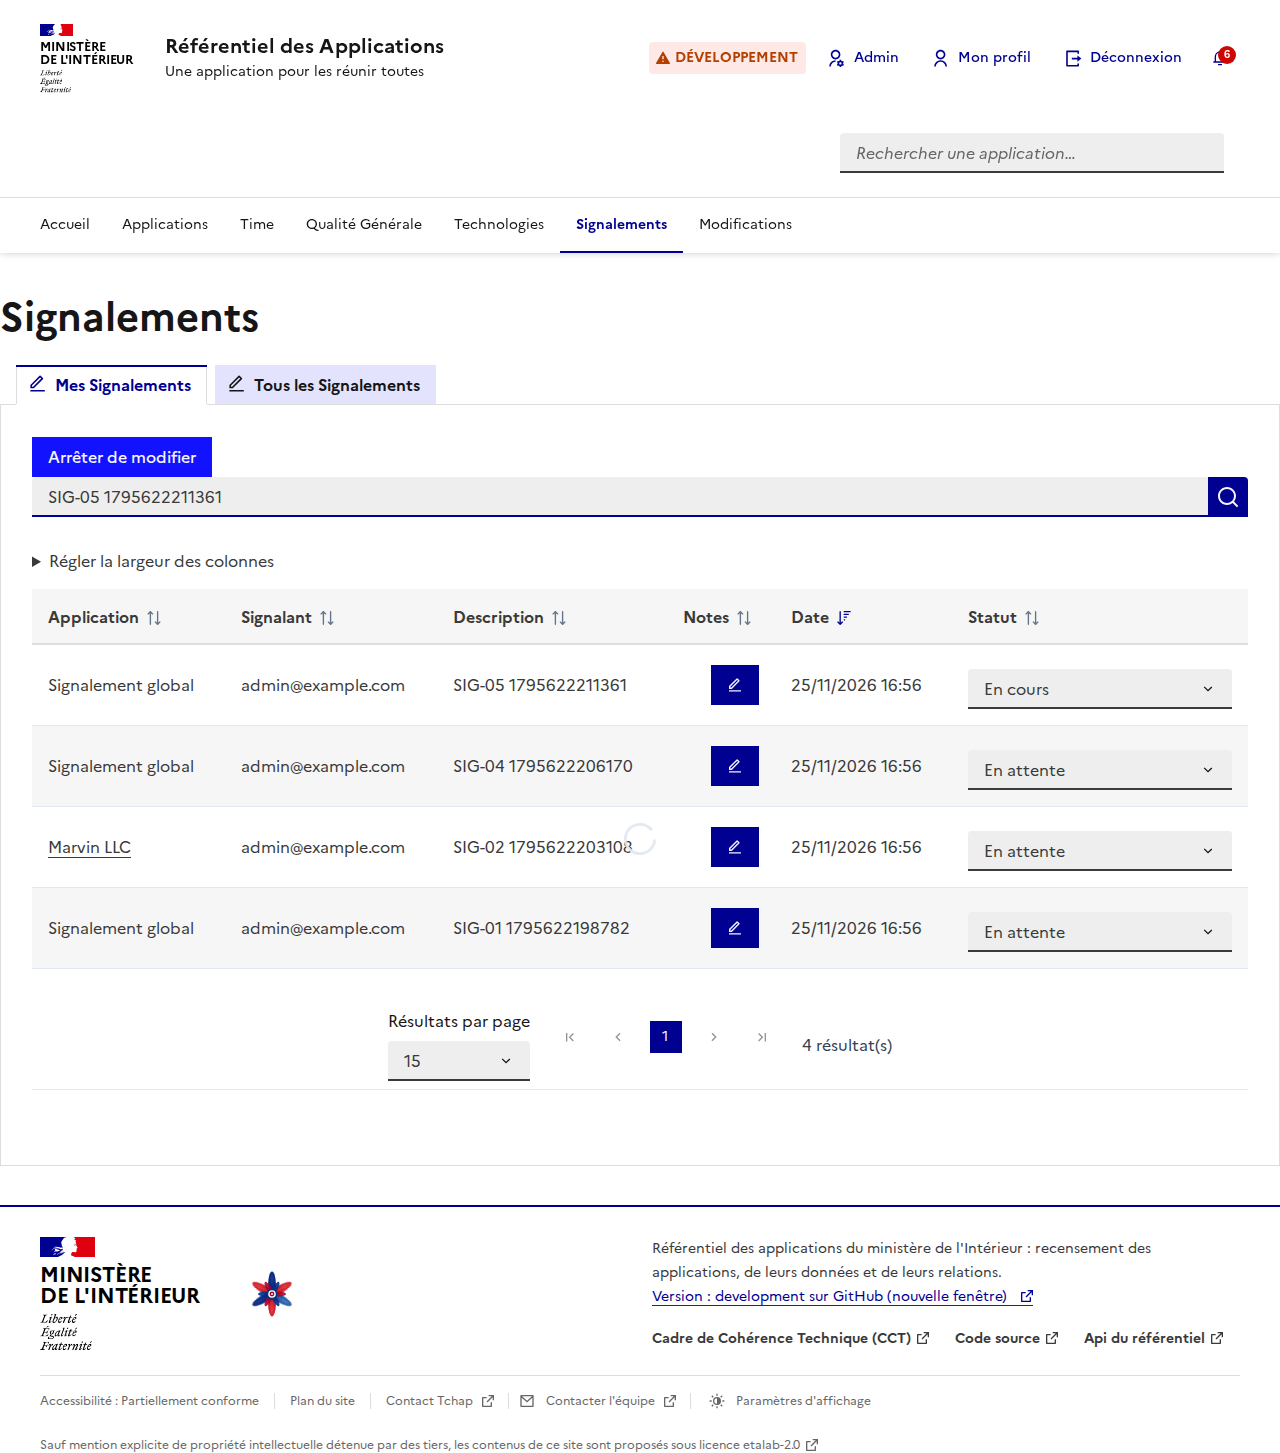 MINISTÈRE
DE L'INTÉRIEUR
Liberté
Égalité
Fraternité
Référentiel des Applications
Une application pour les réunir toutes
DÉVELOPPEMENT
Admin
Mon profil
Déconnexion
6
Rechercher une application...
Accueil
Applications
Time
Qualité Générale
Technologies
Signalements
Modifications
Signalements
Mes Signalements
Tous les Signalements
Arrêter de modifier
SIG-05 1795622211361
Régler la largeur des colonnes
Application Signalant Description Notes Date Statut
Signalement global admin@example.com SIG-05 1795622211361 25/11/2026 16:56 En cours
Signalement global admin@example.com SIG-04 1795622206170 25/11/2026 16:56 En attente
Marvin LLC admin@example.com SIG-02 1795622203108 25/11/2026 16:56 En attente
Signalement global admin@example.com SIG-01 1795622198782 25/11/2026 16:56 En attente
Résultats par page
15
1
4 résultat(s)
MINISTÈRE
DE L'INTÉRIEUR
Liberté
Égalité
Fraternité
Référentiel des applications du ministère de l'Intérieur : recensement des
applications, de leurs données et de leurs relations.
Version : development sur GitHub (nouvelle fenêtre)
Cadre de Cohérence Technique (CCT)
Code source
Api du référentiel
Accessibilité : Partiellement conforme
Plan du site
Contact Tchap
Contacter l'équipe
Paramètres d'affichage
Sauf mention explicite de propriété intellectuelle détenue par des tiers, les contenus de ce site sont proposés sous licence etalab-2.0